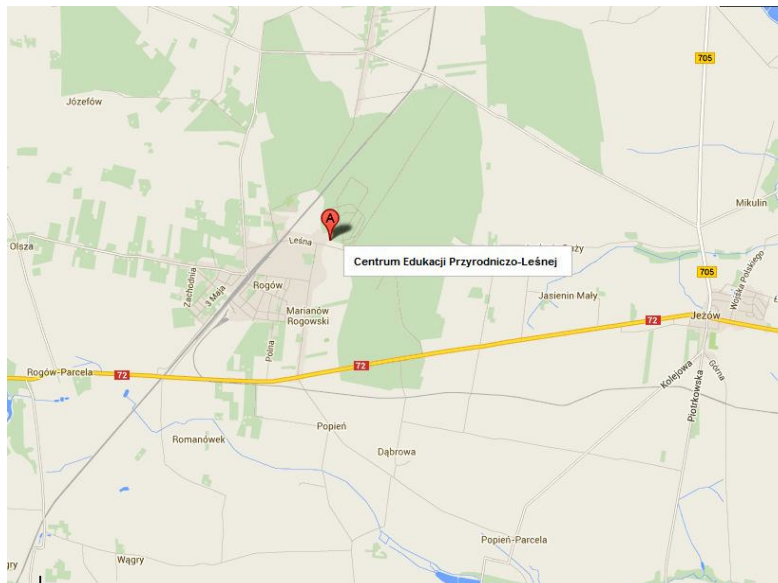 705
Józefów
Mikulin
A
Leśna
Olsza
Centrum Edukacji Przyrodniczo-Leśnej
705
Zachodnia
3 Maja
Rogów
Jasienin Mały
Wojska Polskiego
Marianów
Rogowski
Jeżów
72
Polna
72
Rogów-Parcela
72
Kolejowa
Górna
Piotrkowska
Popień
Romanówek
Dąbrowa
Popień-Parcela
Wągry